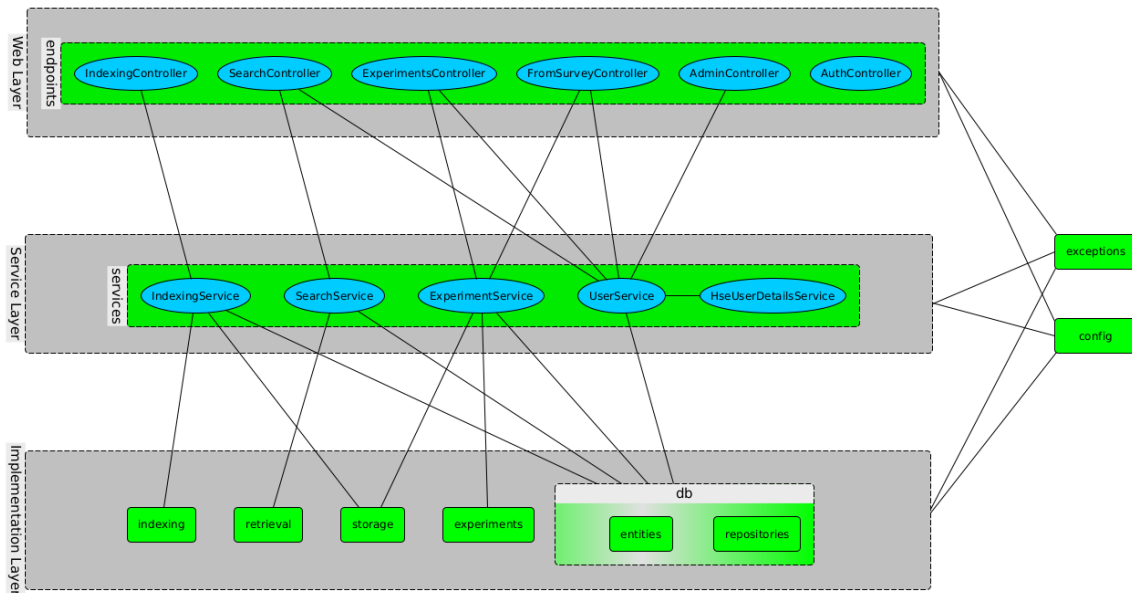 Web Layer
endpoints
IndexingController
SearchController
ExperimentsController
FromSurveyController
AdminController
AuthController
Service Layer
services
IndexingService
SearchService
ExperimentService
UserService
HseUserDetailsService
exceptions
config
Implementation Layer
indexing
retrieval
storage
experiments
db
entities
repositories